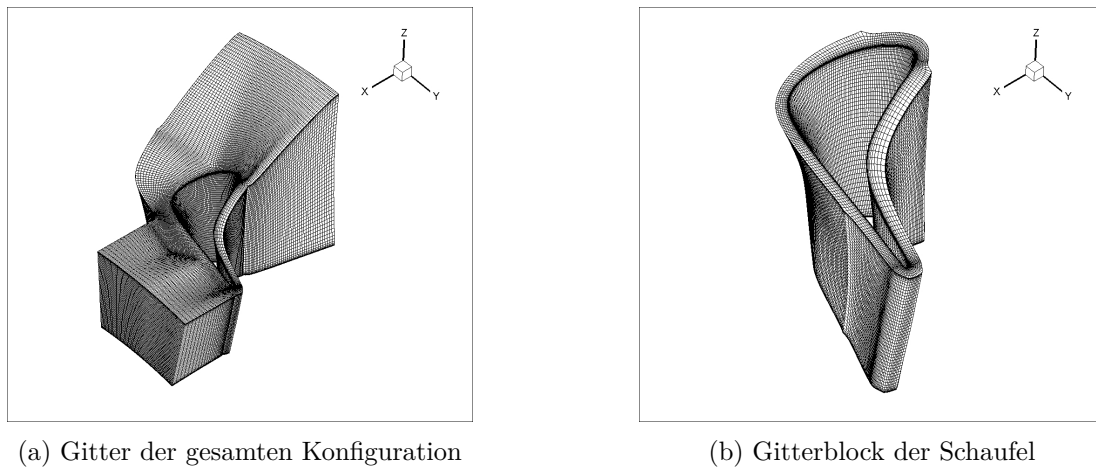 Z
X
Y
Z
X
Y
(a) Gitter der gesamten Konfiguration
(b) Gitterblock der Schaufel